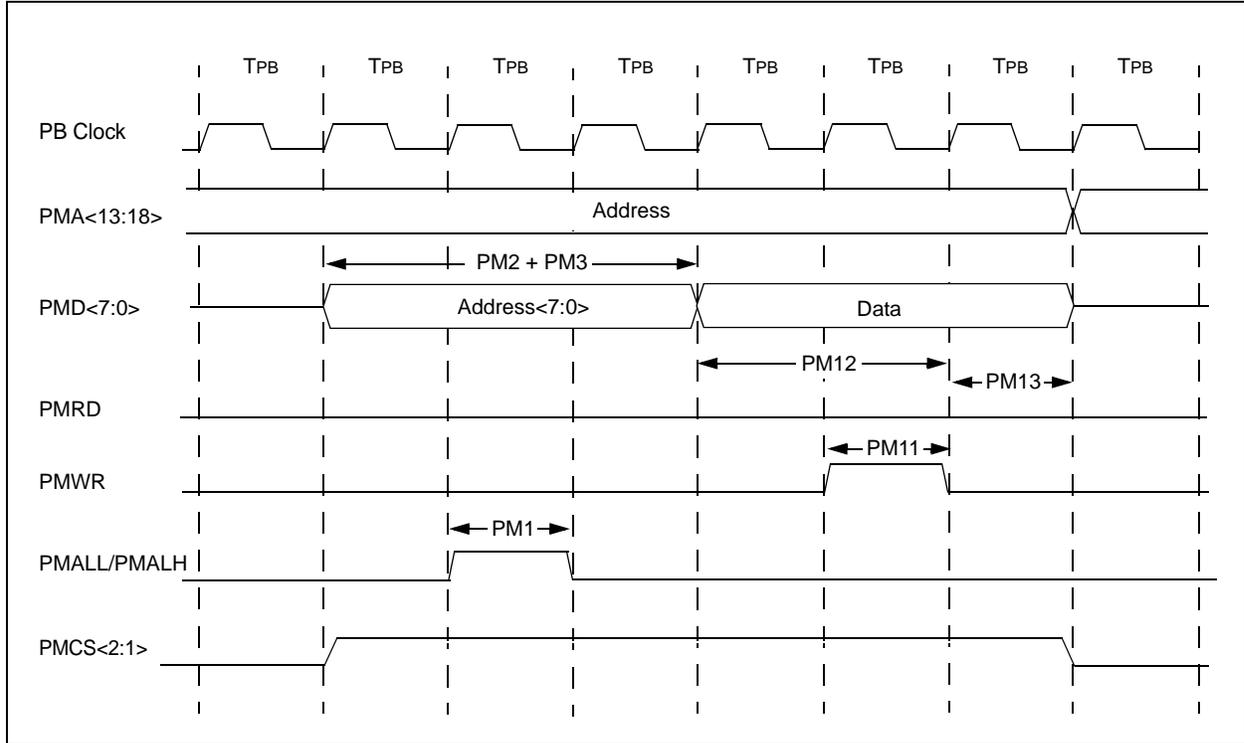 TPB TPB TPB TPB TPB TPB TPB TPB
PB Clock
PMA<13:18>
Address
PM2 + PM3
PMD<7:0>
Address<7:0>
Data
PM12
PM13
PMRD
PM11
PMWR
PM1
PMALL/PMALH
PMCS<2:1>